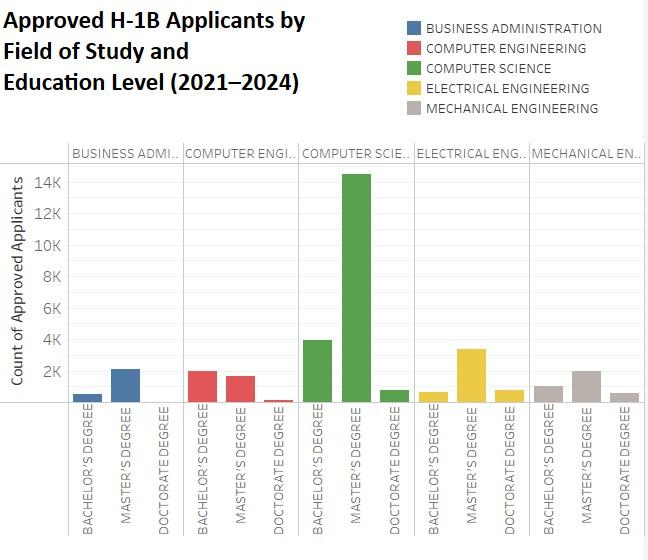 Approved H-1B Applicants by
Field of Study and
Education Level (2021–2024)
BUSINESS ADMINISTRATION
COMPUTER ENGINEERING
COMPUTER SCIENCE
ELECTRICAL ENGINEERING
MECHANICAL ENGINEERING
BUSINESS ADMI.. COMPUTER ENGI.. COMPUTER SCIE.. ELECTRICAL ENG.. MECHANICAL EN..
Count of Approved Applicants
14K
12K
10K
8K
6K
4K
2K
BACHELOR'S DEGREE
MASTER'S DEGREE
DOCTORATE DEGREE
BACHELOR'S DEGREE
MASTER'S DEGREE
DOCTORATE DEGREE
BACHELOR'S DEGREE
MASTER'S DEGREE
DOCTORATE DEGREE
BACHELOR'S DEGREE
MASTER'S DEGREE
DOCTORATE DEGREE
BACHELOR'S DEGREE
MASTER'S DEGREE
DOCTORATE DEGREE